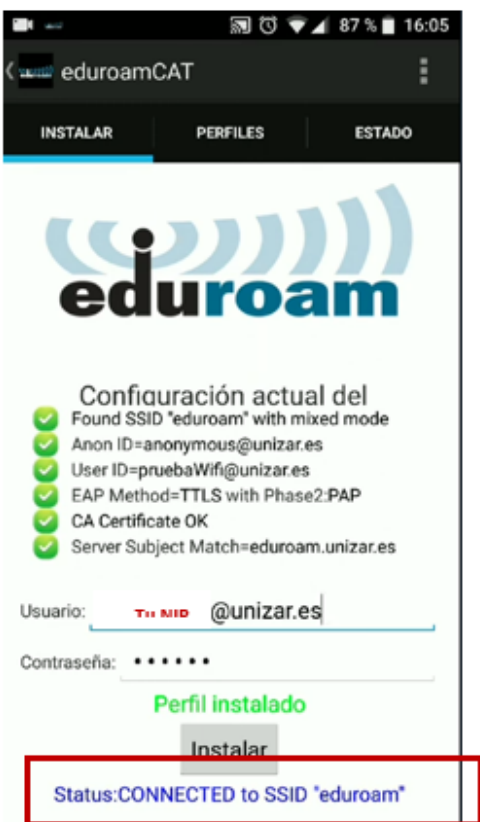 87 % 16:05
eduroamCAT
INSTALAR PERFILES ESTADO
eduroam
Configuración actual del
Found SSID "eduroam" with mixed mode
Anon ID=anonymous@unizar.es
User ID=pruebaWifi@unizar.es
EAP Method=TTLS with Phase2:PAP
CA Certificate OK
Server Subject Match=eduroam.unizar.es
Usuario: Tu NIP @unizar.es
Contraseña: ••••••
Perfil instalado
Instalar
Status:CONNECTED to SSID "eduroam"